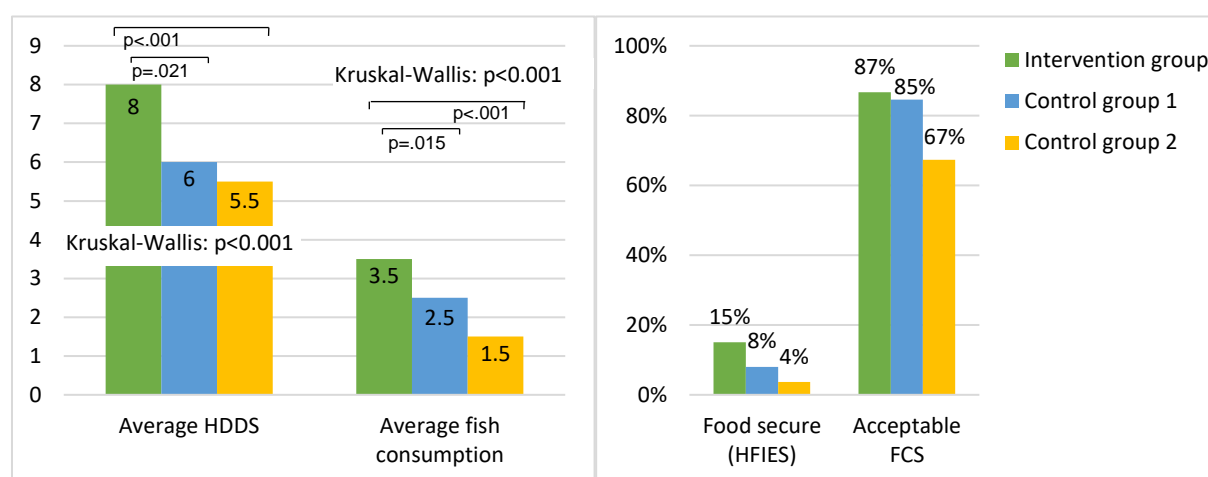 9
8
7
6
5
4
3
2
1
0
p<.001
p=.021
8
6
5.5
Kruskal-Wallis: p<0.001
Kruskal-Wallis: p<0.001
p<.001
p=.015
3.5
2.5
1.5
Average HDDS
Average fish
consumption
100%
80%
60%
40%
20%
0%
15%
8%
4%
87%
85%
67%
Food secure
(HFIES)
Acceptable
FCS
Intervention group
Control group 1
Control group 2